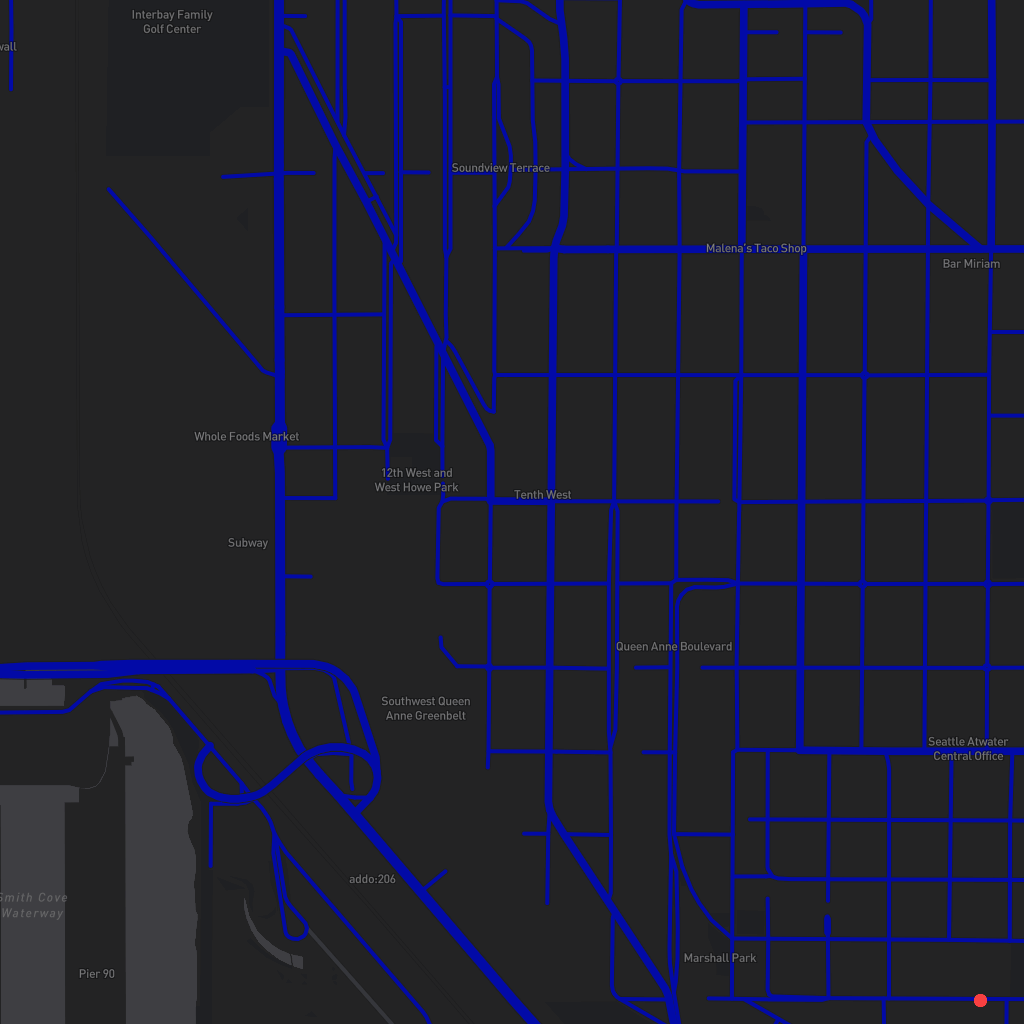 Interbay Family
Golf Center
wall
Soundview Terrace
Malena's Taco Shop
Bar Miriam
Whole Foods Market
12th West and
West Howe Park
Tenth West
Subway
Queen Anne Boulevard
Southwest Queen
Anne Greenbelt
Seattle Atwater
Central Office
addo:206
Smith Cove
Waterway
Marshall Park
Pier 90